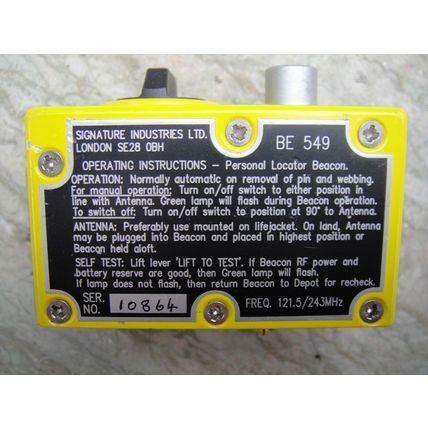 SIGNATURE INDUSTRIES LTD.
LONDON SE28 0BH
BE 549
OPERATING INSTRUCTIONS – Personal Locator Beacon.
OPERATION: Normally automatic on removal of pin and webbing.
For manual operation: Turn on/off switch to either position in
line with Antenna. Green lamp will flash during Beacon operation.
To switch off: Turn on/off switch to position at 90° to Antenna.
ANTENNA: Preferably use mounted on lifejacket. On land, Antenna
may be plugged into Beacon and placed in highest position or
Beacon held aloft.
SELF TEST: Lift lever 'LIFT TO TEST'. If Beacon RF power and
battery reserve are good, then Green lamp will flash.
If lamp does not flash, then return Beacon to Depot for recheck.
SER. NO. 10864
FREQ. 121.5/243MHz